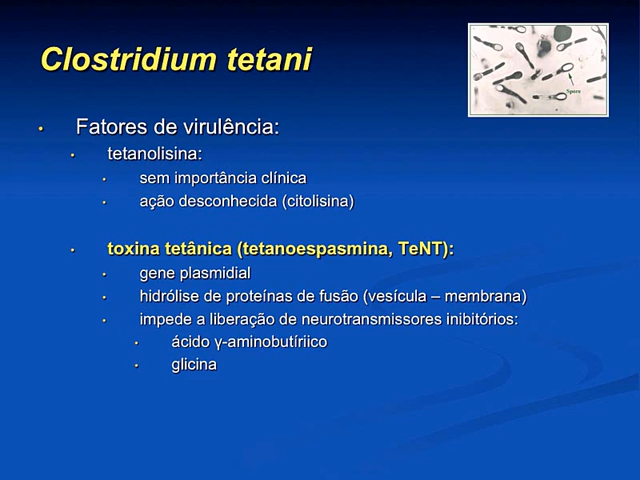 Clostridium tetani
Spore
• Fatores de virulência:
• tetanolisina:
• sem importância clínica
• ação desconhecida (citolisina)
• toxina tetânica (tetanoespasmina, TeNT):
• gene plasmidial
• hidrólise de proteínas de fusão (vesícula – membrana)
• impede a liberação de neurotransmissores inibitórios:
• ácido γ-aminobutíriico
• glicina